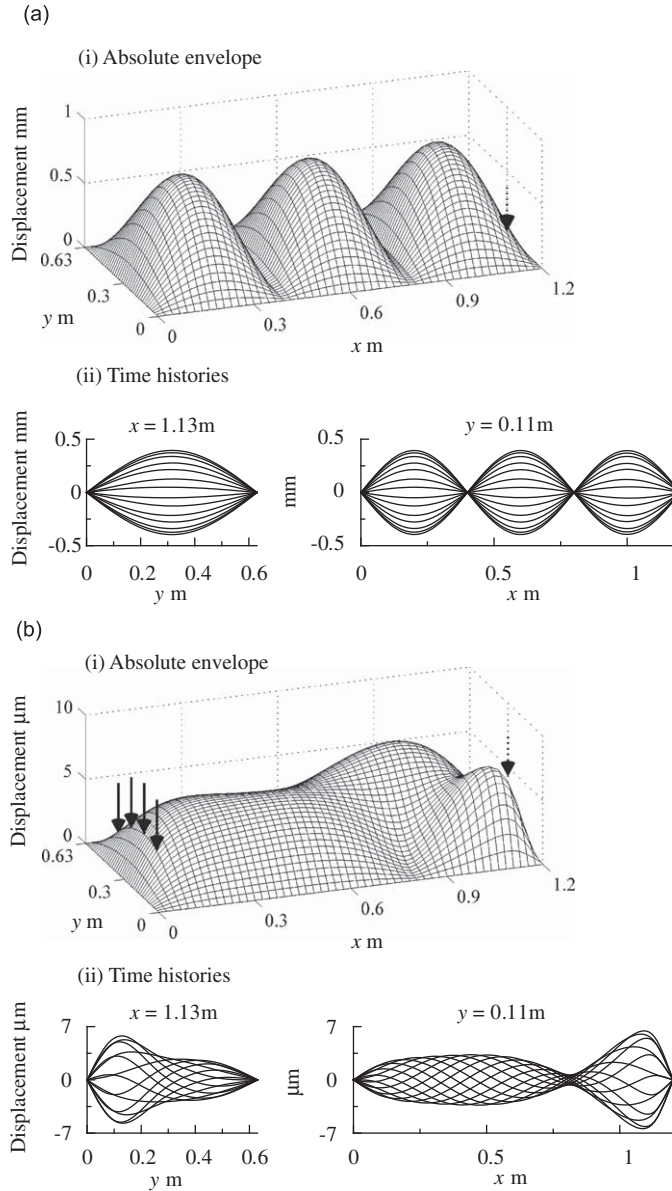 (a)
(i) Absolute envelope
Displacement mm
1
0.5
0
0.63
0.3
0
y m
0
0.3
0.6
0.9
1.2
x m
(ii) Time histories
x = 1.13m
y = 0.11m
Displacement mm
0.5
0
-0.5
0 0.2 0.4 0.6
y m
mm
0.5
0
-0.5
0 0.5 1
x m
(b)
(i) Absolute envelope
Displacement µm
10
5
0
0.63
0.3
0
y m
0
0.3
0.6
0.9
1.2
x m
(ii) Time histories
x = 1.13m
y = 0.11m
Displacement µm
7
0
-7
0 0.2 0.4 0.6
y m
µm
7
0
-7
0 0.5 1
x m